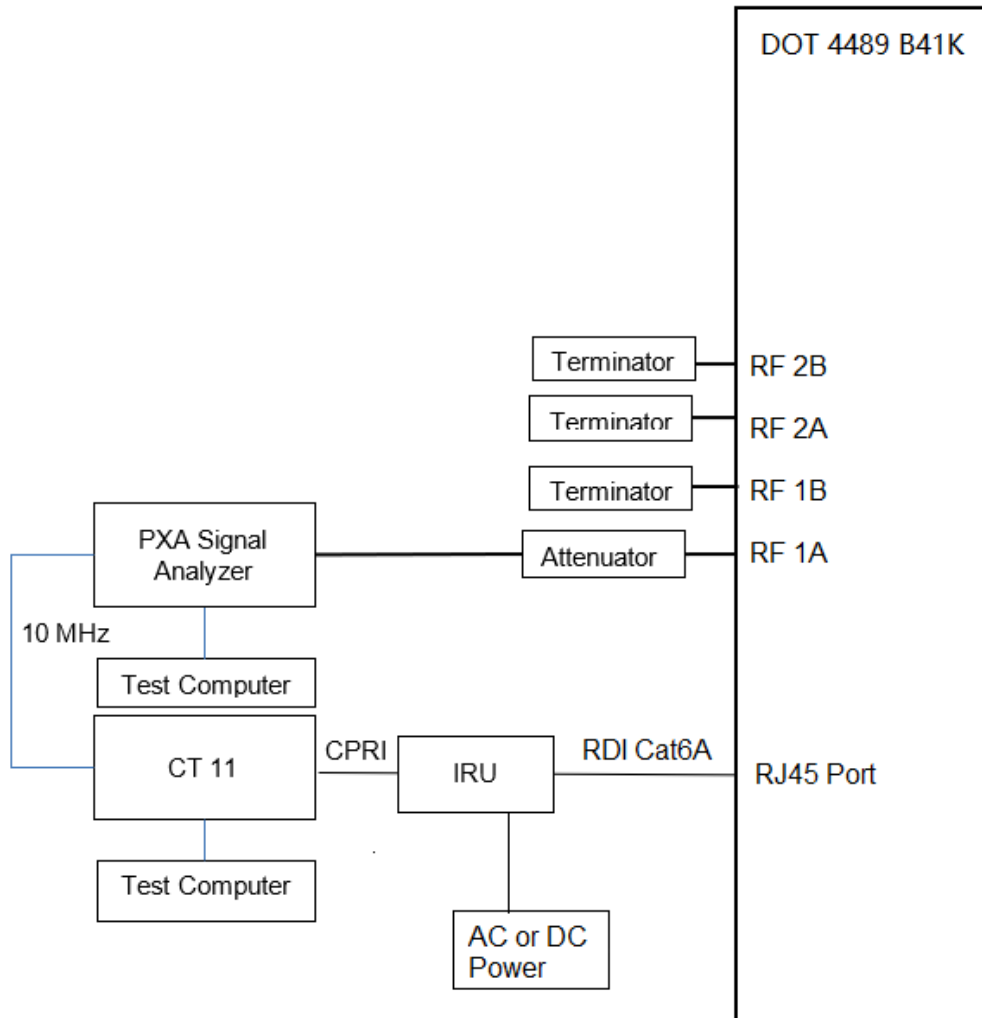 DOT 4489 B41K
Terminator
RF 2B
Terminator
RF 2A
Terminator
RF 1B
PXA Signal
Analyzer
Attenuator
RF 1A
10 MHz
Test Computer
CT 11
CPRI
IRU
RDI Cat6A
RJ45 Port
Test Computer
AC or DC
Power